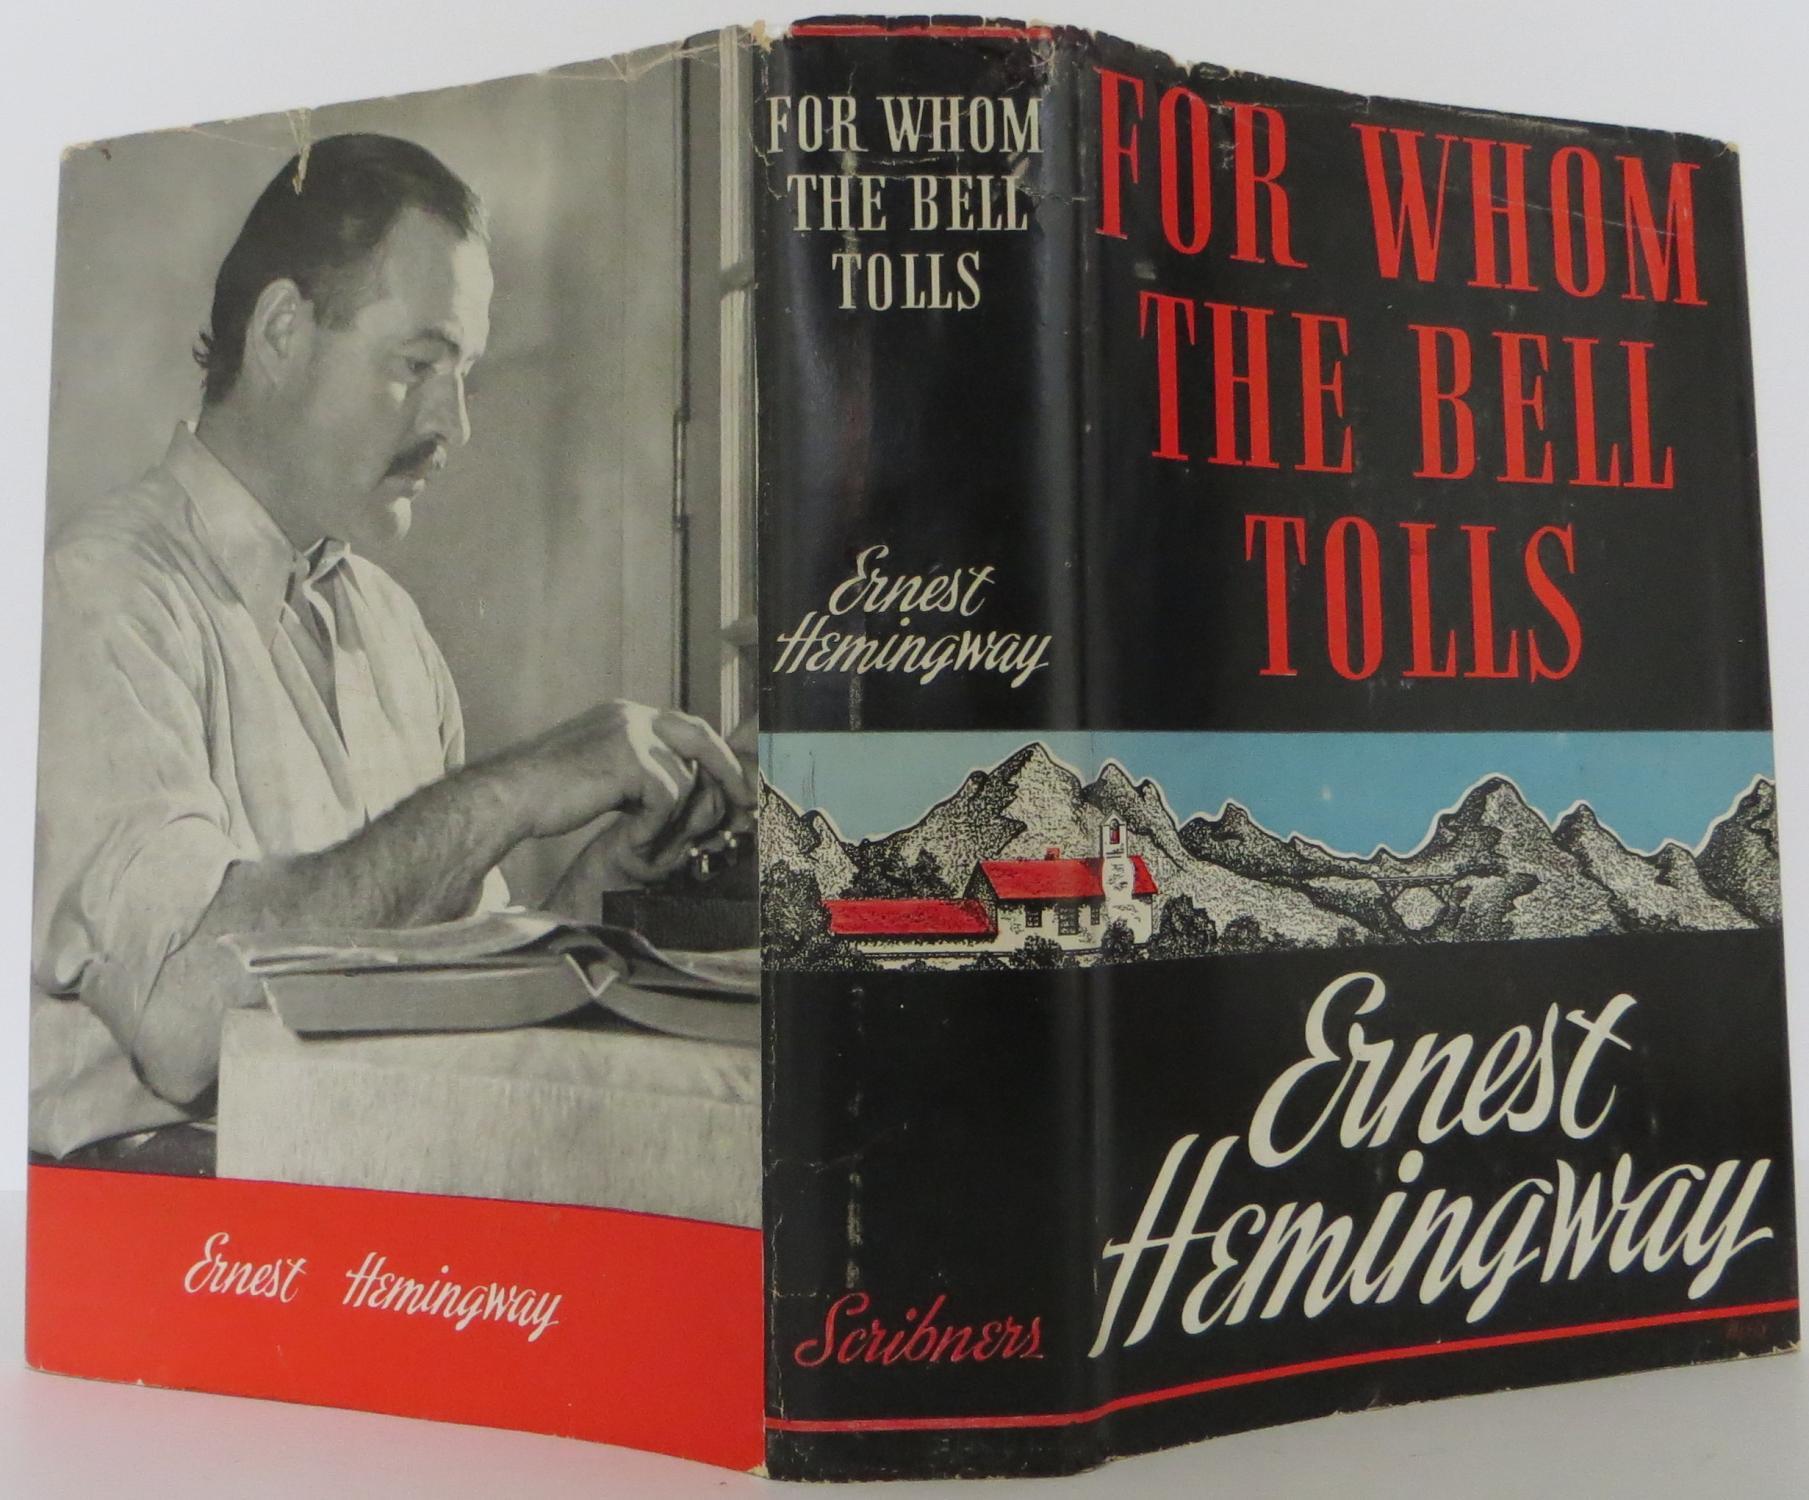 Ernest Hemingway
FOR WHOM
THE BELL
TOLLS
Ernest
Hemingway
Scribners
FOR WHOM
THE BELL
TOLLS
Ernest
Hemingway